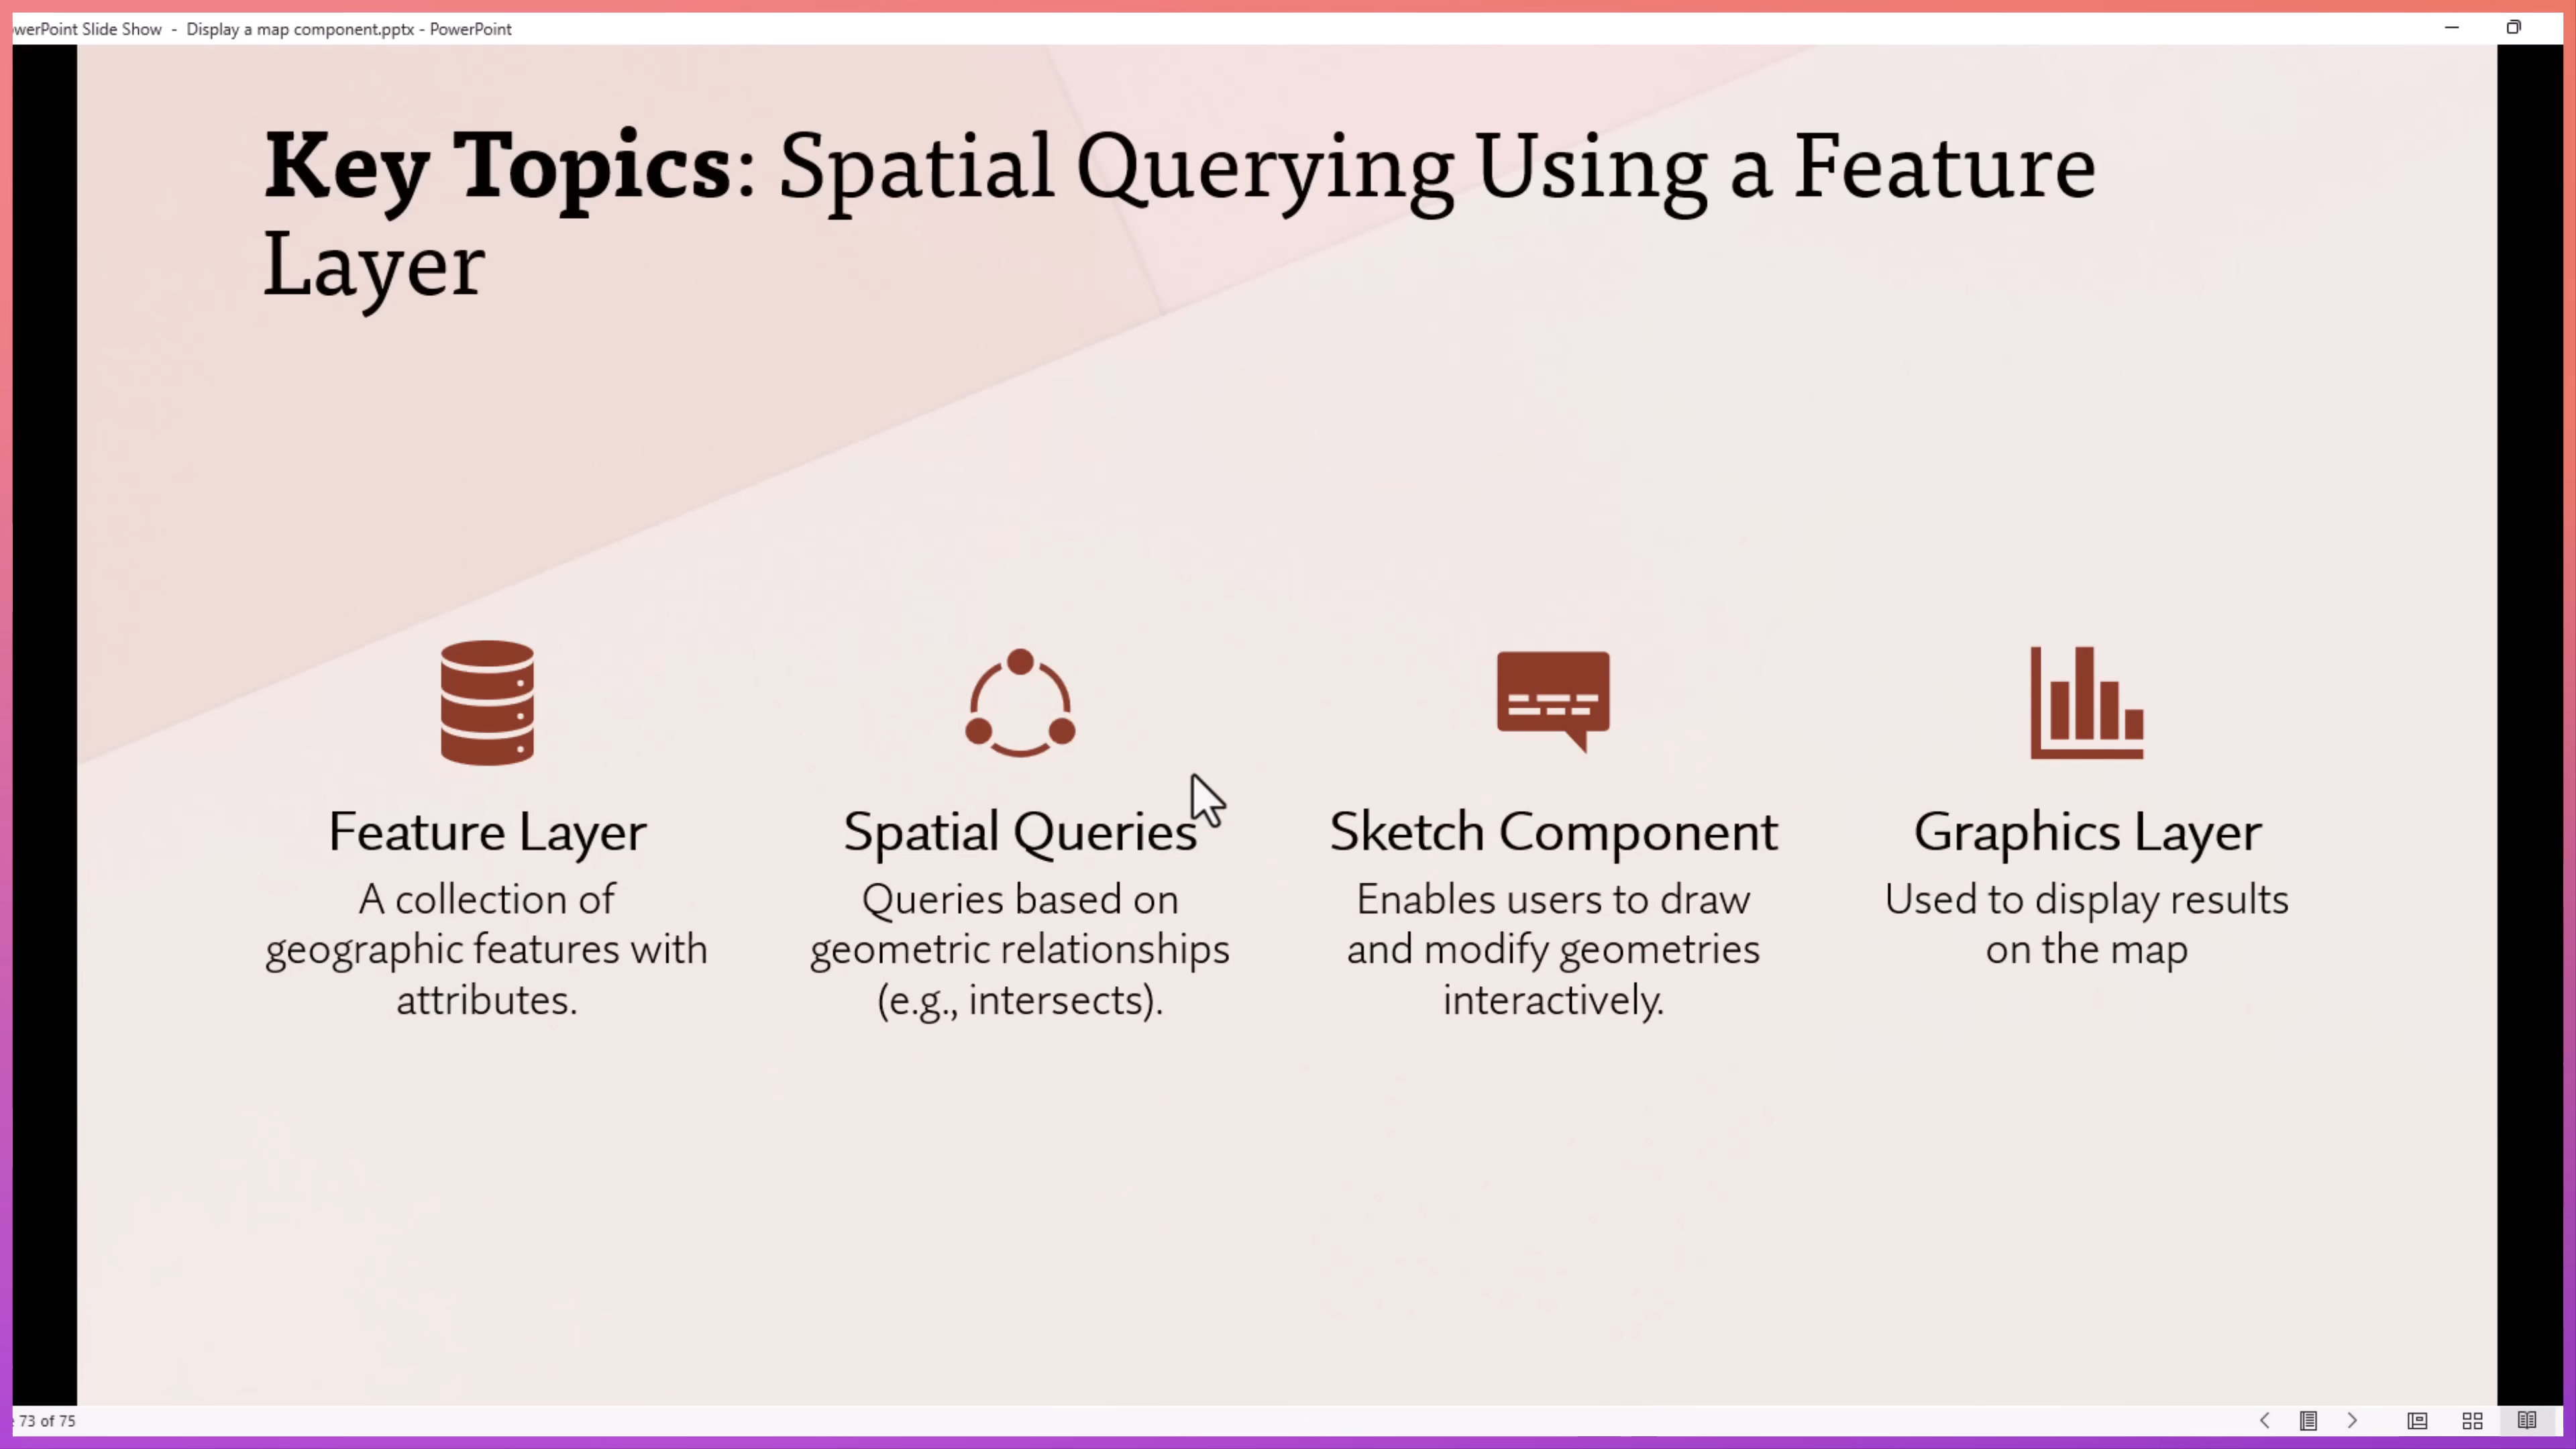 werPoint Slide Show - Display a map component.pptx - PowerPoint
Key Topics: Spatial Querying Using a Feature
Layer
Feature Layer
A collection of
geographic features with
attributes.
Spatial Queries
Queries based on
geometric relationships
(e.g., intersects).
Sketch Component
Enables users to draw
and modify geometries
interactively.
Graphics Layer
Used to display results
on the map
73 of 75